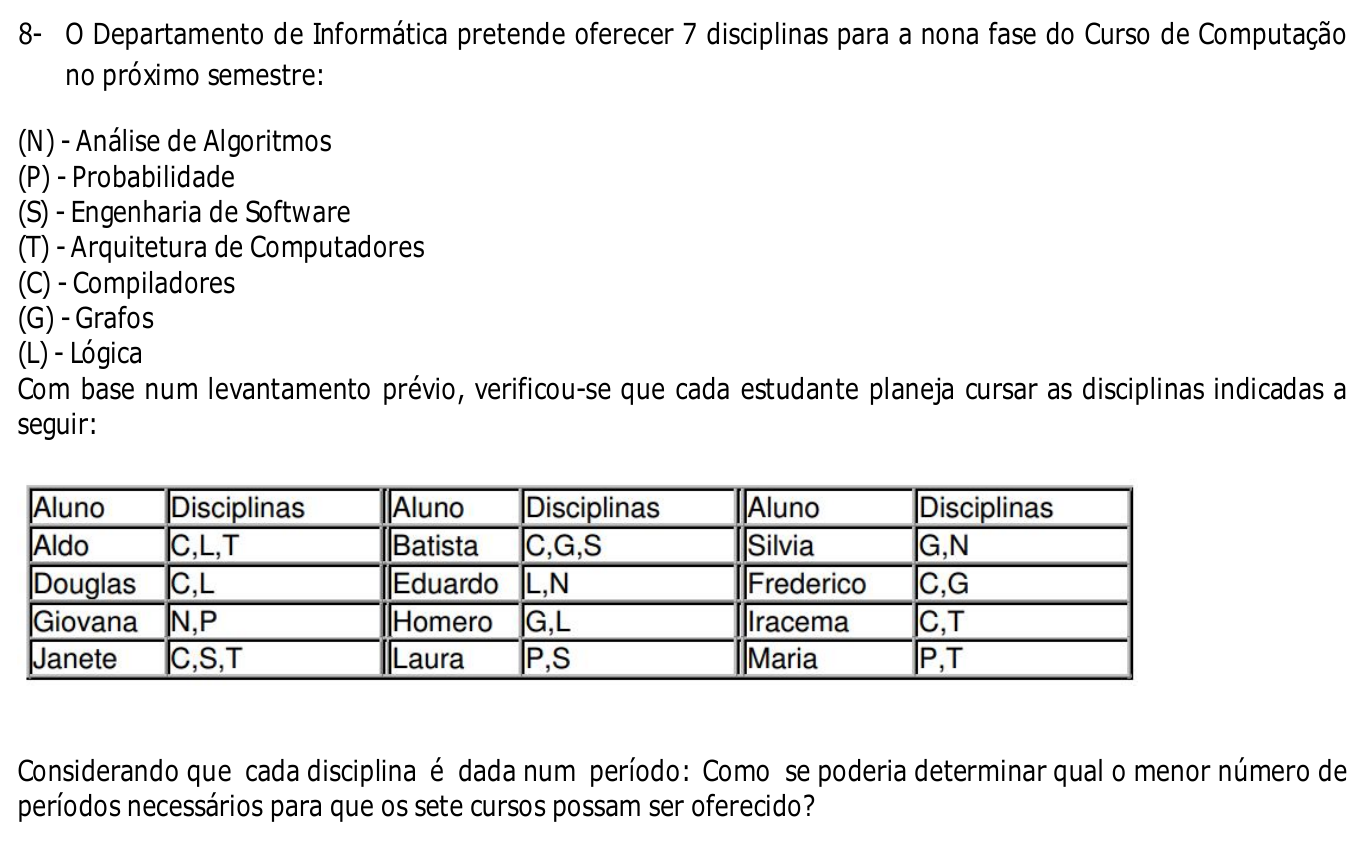 8- O Departamento de Informática pretende oferecer 7 disciplinas para a nona fase do Curso de Computação
no próximo semestre:
(N) - Análise de Algoritmos
(P) - Probabilidade
(S) - Engenharia de Software
(T) - Arquitetura de Computadores
(C) - Compiladores
(G) - Grafos
(L) - Lógica
Com base num levantamento prévio, verificou-se que cada estudante planeja cursar as disciplinas indicadas a
seguir:
Aluno Disciplinas Aluno Disciplinas Aluno Disciplinas
Aldo C,L,T Batista C,G,S Silvia G,N
Douglas C,L Eduardo L,N Frederico C,G
Giovana N,P Homero G,L Iracema C,T
Janete C,S,T Laura P,S Maria P,T
Considerando que cada disciplina é dada num período: Como se poderia determinar qual o menor número de
períodos necessários para que os sete cursos possam ser oferecido?